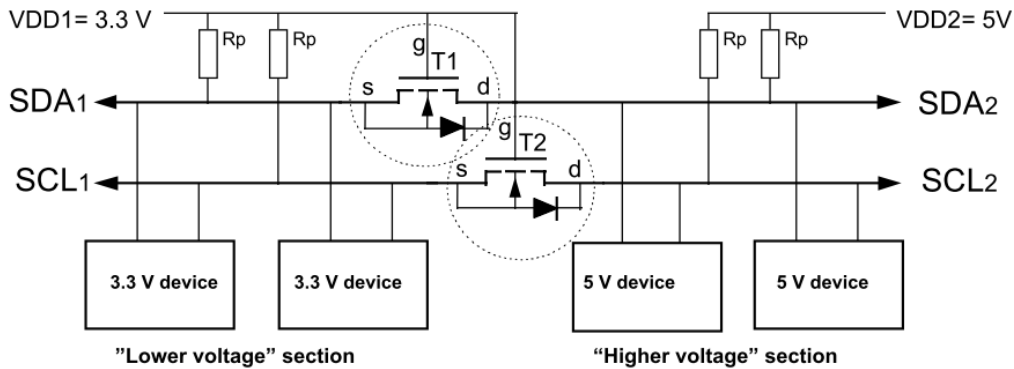 VDD1= 3.3 V
VDD2= 5V
Rp
Rp
Rp
Rp
g
T1
SDA1
s
d
SDA2
g
T2
SCL1
s
d
SCL2
3.3 V device
3.3 V device
5 V device
5 V device
”Lower voltage” section
“Higher voltage” section